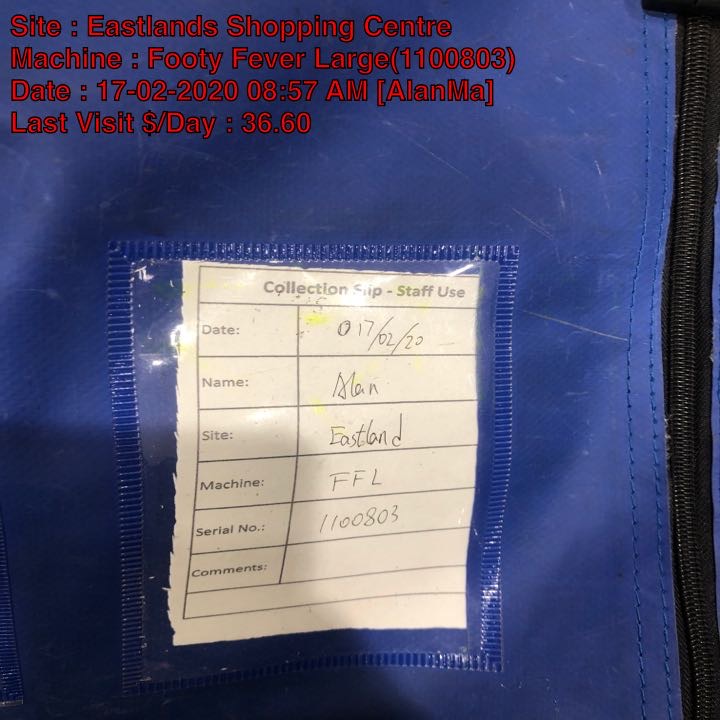 Site : Eastlands Shopping Centre
Machine : Footy Fever Large(1100803)
Date : 17-02-2020 08:57 AM [AlanMa]
Last Visit $/Day : 36.60
Collection Slip - Staff Use
Date: 017/02/20
Name: Alan
Site: Eastland
Machine: FFL
Serial No.: 1100803
Comments: